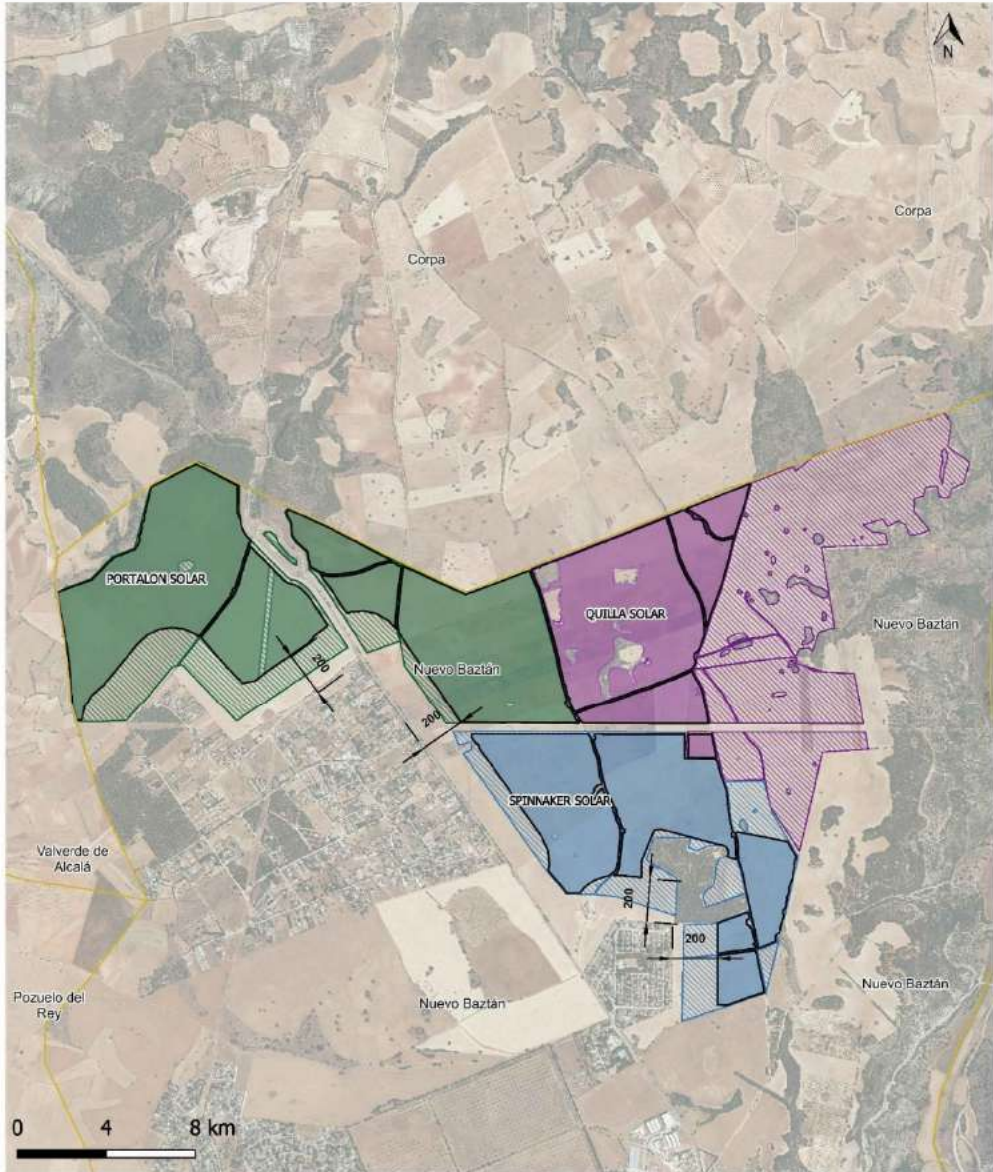 N
Corpa
Corpa
PORTALON SOLAR
QUILLA SOLAR
Nuevo Baztán
200
Nuevo Baztán
200
SPINNAKER SOLAR
Valverde de
Alcalá
200
200
Nuevo Baztán
Pozuelo del
Rey
Nuevo Baztán
0 4 8 km